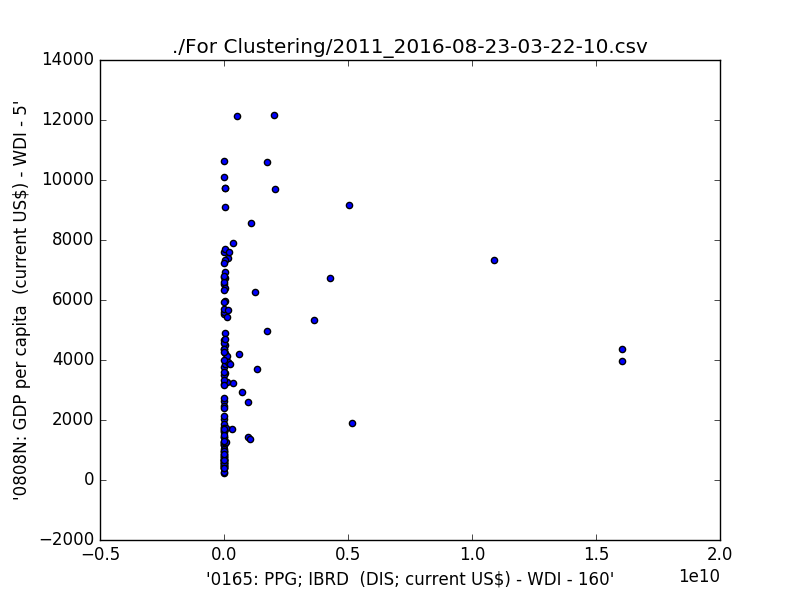 ./For Clustering/2011_2016-08-23-03-22-10.csv
14000
12000
10000
8000
6000
4000
2000
0
−2000
'0808N: GDP per capita  (current US$) - WDI - 5'
−0.5 0.0 0.5 1.0 1.5 2.0
1e10
'0165: PPG; IBRD  (DIS; current US$) - WDI - 160'